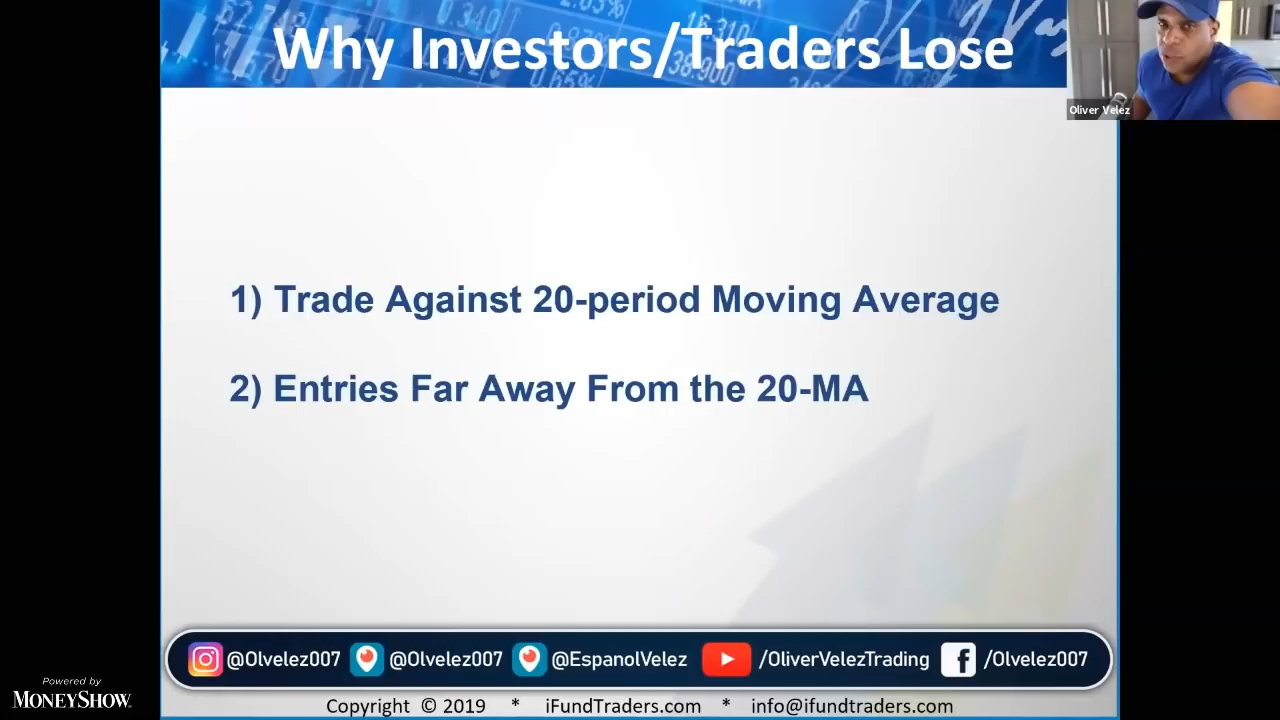 Why Investors/Traders Lose
Oliver Velez
1) Trade Against 20-period Moving Average
2) Entries Far Away From the 20-MA
@Olvelez007 @Olvelez007 @EspanolVelez /OliverVelezTrading /Olvelez007
Copyright © 2019 * iFundTraders.com * info@ifundtraders.com
Powered by
MONEYSHOW